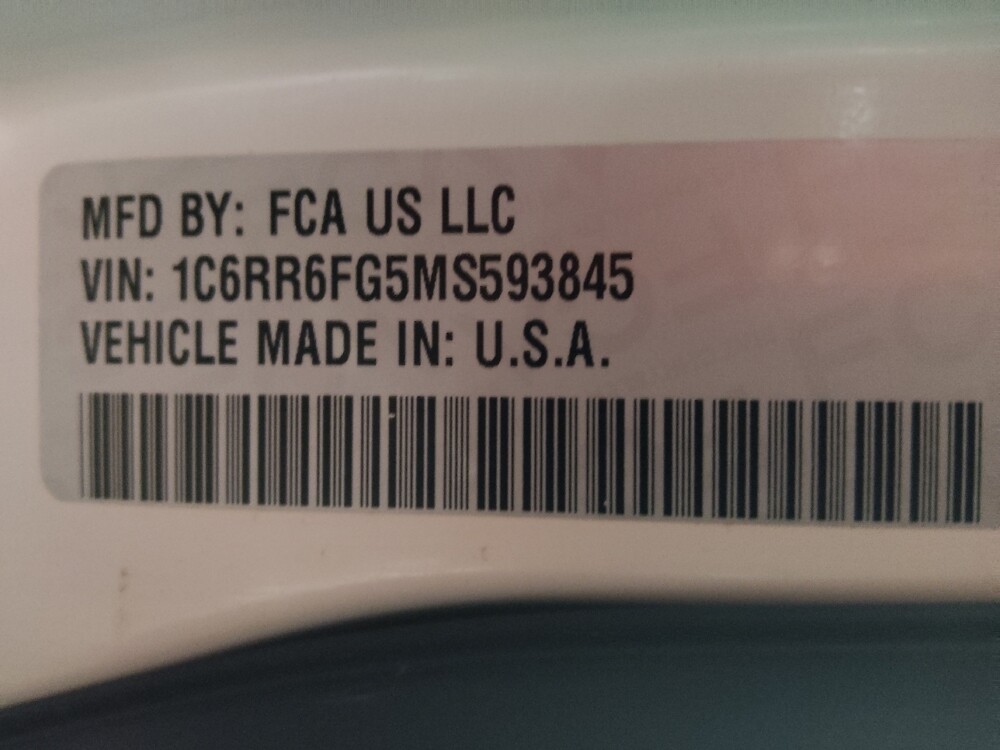 MFD BY: FCA US LLC
VIN: 1C6RR6FG5MS593845
VEHICLE MADE IN: U.S.A.